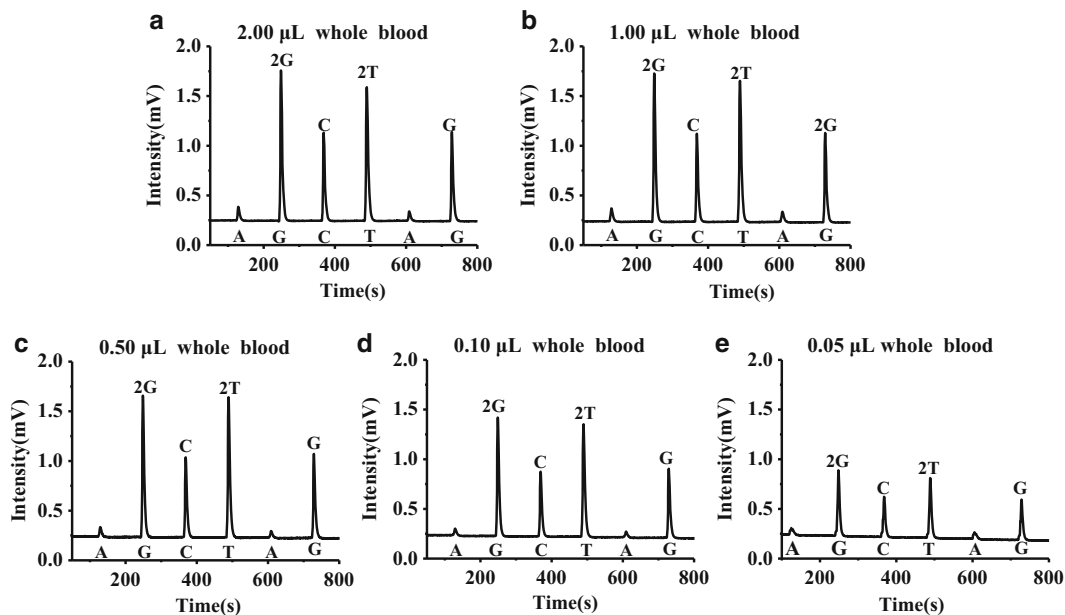 a
2.00 µL whole blood
2.0
1.5
1.0
0.5
0.0
Intensity(mV)
2G
C
2T
G
A G C T A G
200 400 600 800
Time(s)
b
1.00 µL whole blood
2.0
1.5
1.0
0.5
0.0
Intensity(mV)
2G
C
2T
2G
A G C T A G
200 400 600 800
Time(s)
c
0.50 µL whole blood
2.0
1.5
1.0
0.5
0.0
Intensity(mV)
2G
C
2T
G
A G C T A G
200 400 600 800
Time(s)
d
0.10 µL whole blood
2.0
1.5
1.0
0.5
0.0
Intensity(mV)
2G
C
2T
G
A G C T A G
200 400 600 800
Time(s)
e
0.05 µL whole blood
2.0
1.5
1.0
0.5
0.0
Intensity(mV)
2G
C
2T
G
A G C T A G
200 400 600 800
Time(s)